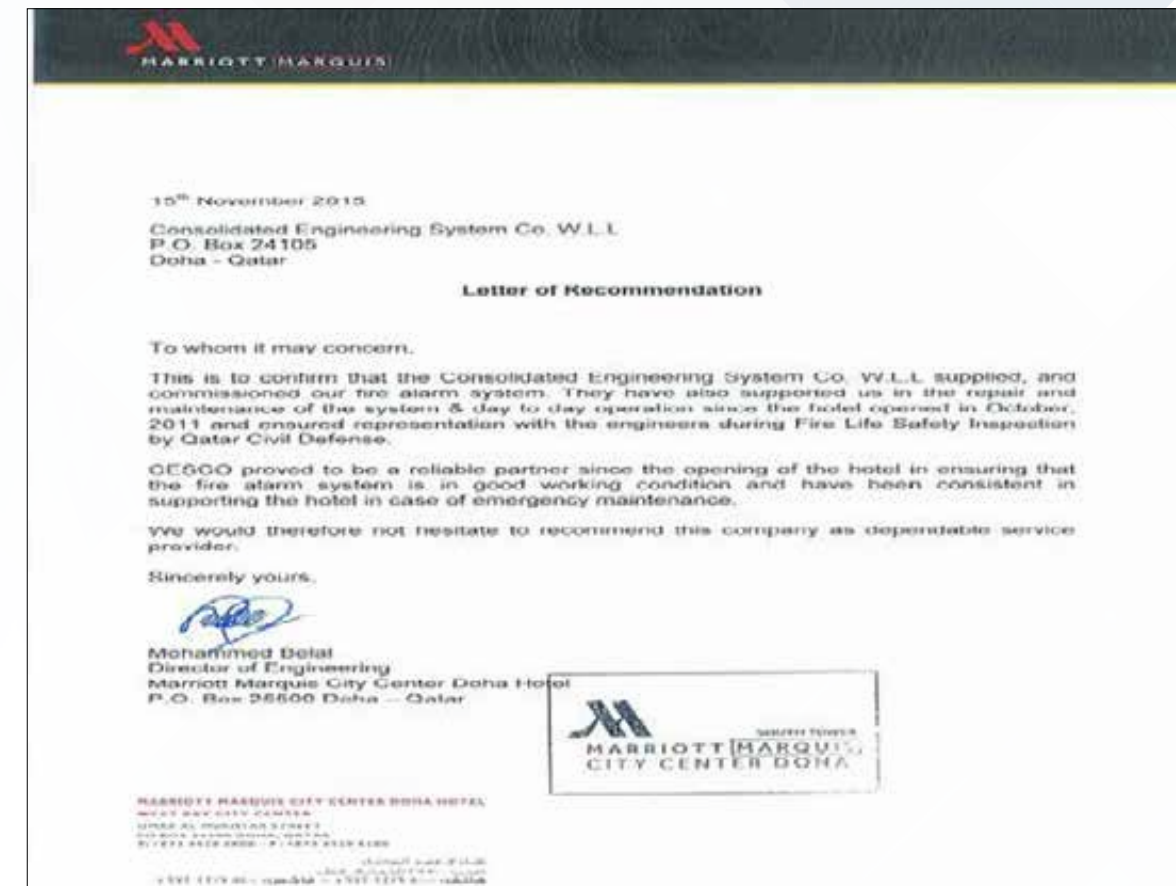 MARRIOTT MARQUIS
15th November 2015
Consolidated Engineering System Co. W.L.L
P.O. Box 24105
Doha - Qatar
Letter of Recommendation
To whom it may concern.
This is to confirm that the Consolidated Engineering System Co. W.L.L supplied, and
commissioned our fire alarm system. They have also supported us in the repair and
maintenance of the system & day to day operation since the hotel opened in October,
2011 and ensured representation with the engineers during Fire Life Safety Inspection
by Qatar Civil Defense.
CESCO proved to be a reliable partner since the opening of the hotel in ensuring that
the fire alarm system is in good working condition and have been consistent in
supporting the hotel in case of emergency maintenance.
We would therefore not hesitate to recommend this company as dependable service
provider.
Sincerely yours,
Mohammed Belal
Director of Engineering
Marriott Marquis City Center Doha Hotel
P.O. Box Doha – Qatar
SOUTH TOWER
MARRIOTT MARQUIS
CITY CENTER DOHA
MARRIOTT MARQUIS CITY CENTER DOHA HOTEL
WEST BAY CITY CENTER
OMAR AL MUKHTAR STREET